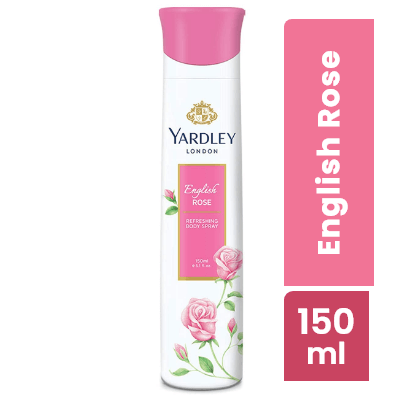 YARDLEY
LONDON
English
ROSE
REFRESHING
BODY SPRAY
150ml
English Rose
150
ml